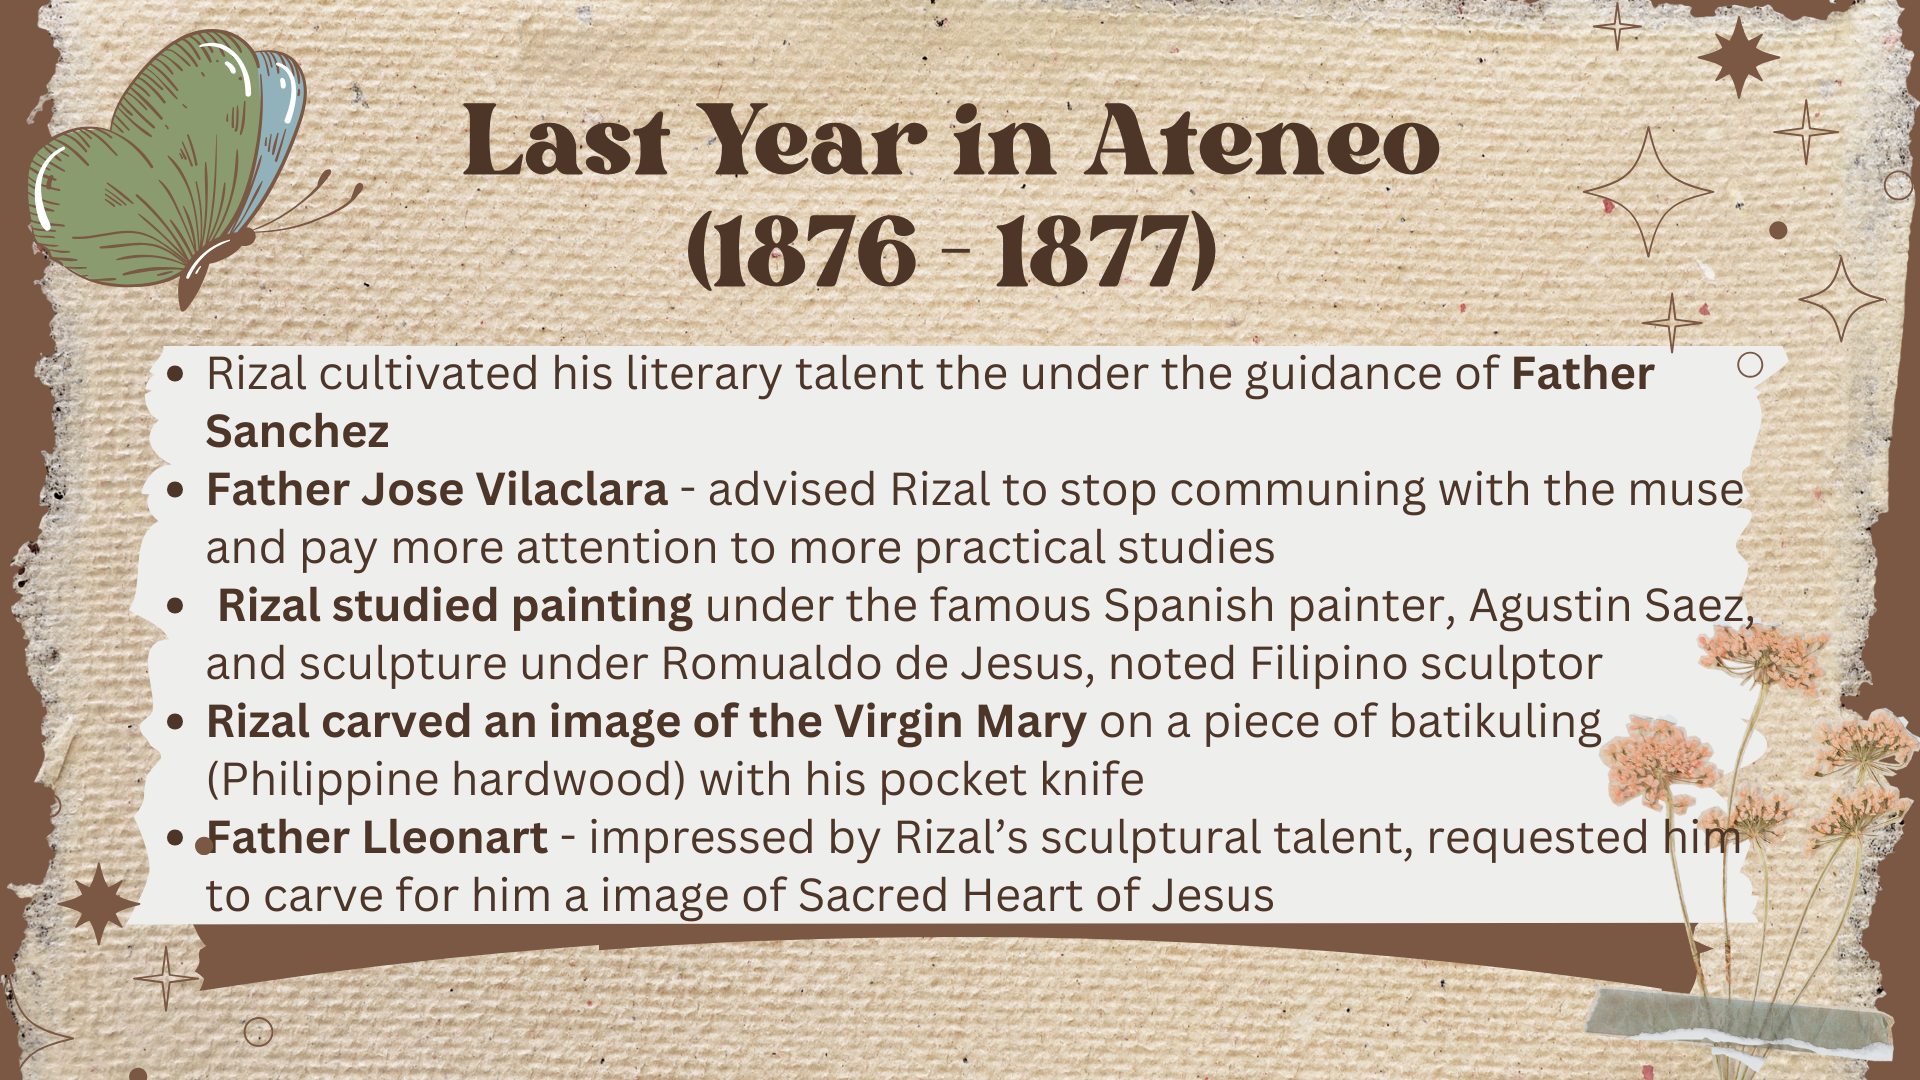 Last Year in Ateneo
(1876 - 1877)
• Rizal cultivated his literary talent the under the guidance of Father
Sanchez
• Father Jose Vilaclara - advised Rizal to stop communing with the muse
and pay more attention to more practical studies
• Rizal studied painting under the famous Spanish painter, Agustin Saez,
and sculpture under Romualdo de Jesus, noted Filipino sculptor
• Rizal carved an image of the Virgin Mary on a piece of batikuling
(Philippine hardwood) with his pocket knife
• Father Lleonart - impressed by Rizal’s sculptural talent, requested him
to carve for him a image of Sacred Heart of Jesus